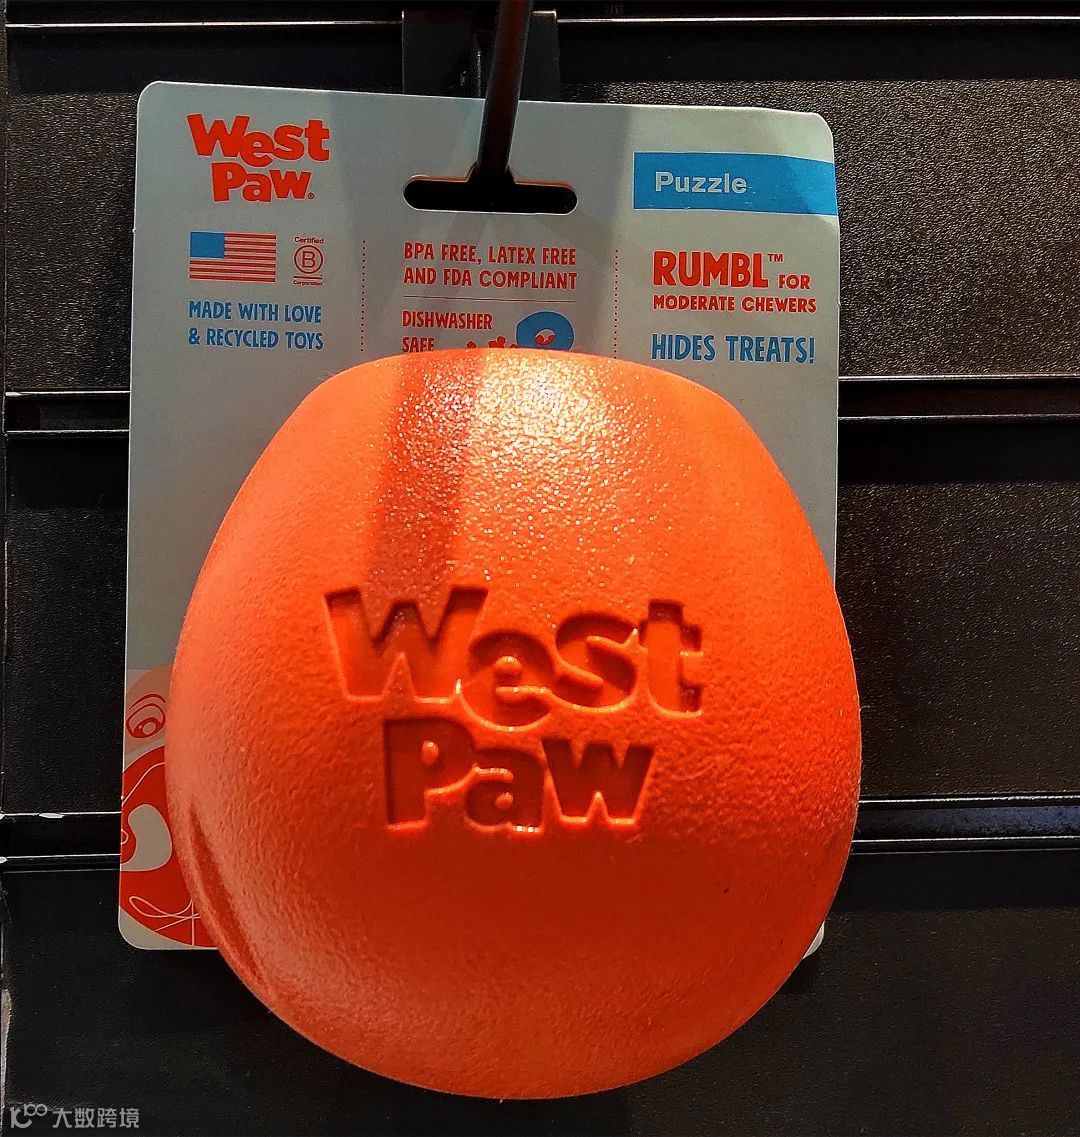 West
Paw®
Puzzle
Certified
B
Corporation
MADE WITH LOVE
& RECYCLED TOYS
BPA FREE, LATEX FREE
AND FDA COMPLIANT
DISHWASHER
SAFE
RUMBL™ FOR
MODERATE CHEWERS
HIDES TREATS!
West
Paw
大数跨境